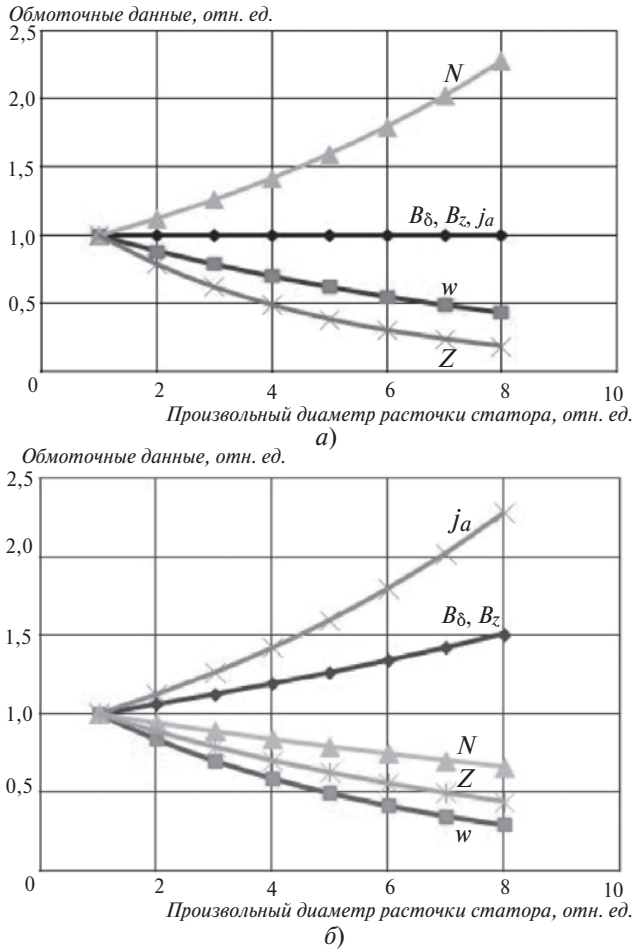 Обмоточные данные, отн. ед.
2,5
N
2,0
1,5
Bδ, Bz, ja
1,0
w
0,5
Z
0 2 4 6 8 10
Произвольный диаметр расточки статора, отн. ед.
а)
Обмоточные данные, отн. ед.
2,5
ja
2,0
Bδ, Bz
1,5
1,0
N
Z
0,5
w
0 2 4 6 8 10
Произвольный диаметр расточки статора, отн. ед.
б)